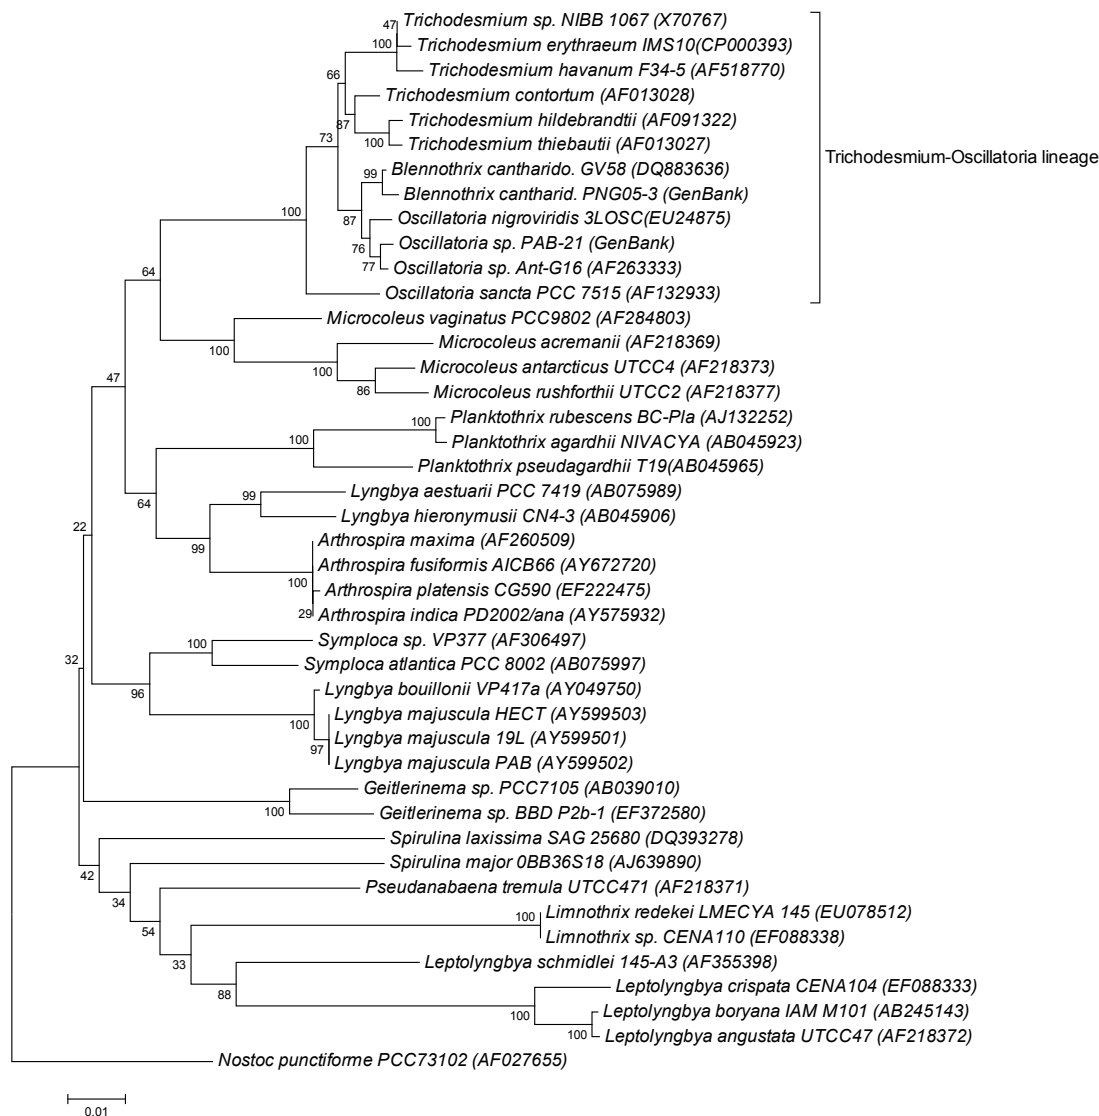 47
Trichodesmium sp. NIBB 1067 (X70767)
100
Trichodesmium erythraeum IMS10(CP000393)
Trichodesmium havanum F34-5 (AF518770)
66
Trichodesmium contortum (AF013028)
87
Trichodesmium hildebrandtii (AF091322)
100
Trichodesmium thiebautii (AF013027)
73
Trichodesmium-Oscillatoria lineage
99
Blennothrix cantharido. GV58 (DQ883636)
Blennothrix cantharid. PNG05-3 (GenBank)
87
Oscillatoria nigroviridis 3LOSC(EU24875)
100
76
Oscillatoria sp. PAB-21 (GenBank)
77
Oscillatoria sp. Ant-G16 (AF263333)
64
Oscillatoria sancta PCC 7515 (AF132933)
Microcoleus vaginatus PCC9802 (AF284803)
100
Microcoleus acremanii (AF218369)
100
Microcoleus antarcticus UTCC4 (AF218373)
86
Microcoleus rushforthii UTCC2 (AF218377)
47
100
Planktothrix rubescens BC-Pla (AJ132252)
100
Planktothrix agardhii NIVACYA (AB045923)
Planktothrix pseudagardhii T19(AB045965)
64
99
Lyngbya aestuarii PCC 7419 (AB075989)
Lyngbya hieronymusii CN4-3 (AB045906)
99
Arthrospira maxima (AF260509)
Arthrospira fusiformis AICB66 (AY672720)
100
Arthrospira platensis CG590 (EF222475)
29
Arthrospira indica PD2002/ana (AY575932)
22
100
Symploca sp. VP377 (AF306497)
Symploca atlantica PCC 8002 (AB075997)
32
96
Lyngbya bouillonii VP417a (AY049750)
100
Lyngbya majuscula HECT (AY599503)
97
Lyngbya majuscula 19L (AY599501)
Lyngbya majuscula PAB (AY599502)
Geitlerinema sp. PCC7105 (AB039010)
100
Geitlerinema sp. BBD P2b-1 (EF372580)
Spirulina laxissima SAG 25680 (DQ393278)
42
Spirulina major 0BB36S18 (AJ639890)
34
Pseudanabaena tremula UTCC471 (AF218371)
54
100
Limnothrix redekei LMECYA 145 (EU078512)
Limnothrix sp. CENA110 (EF088338)
33
Leptolyngbya schmidlei 145-A3 (AF355398)
88
Leptolyngbya crispata CENA104 (EF088333)
100
Leptolyngbya boryana IAM M101 (AB245143)
100
Leptolyngbya angustata UTCC47 (AF218372)
Nostoc punctiforme PCC73102 (AF027655)
0.01